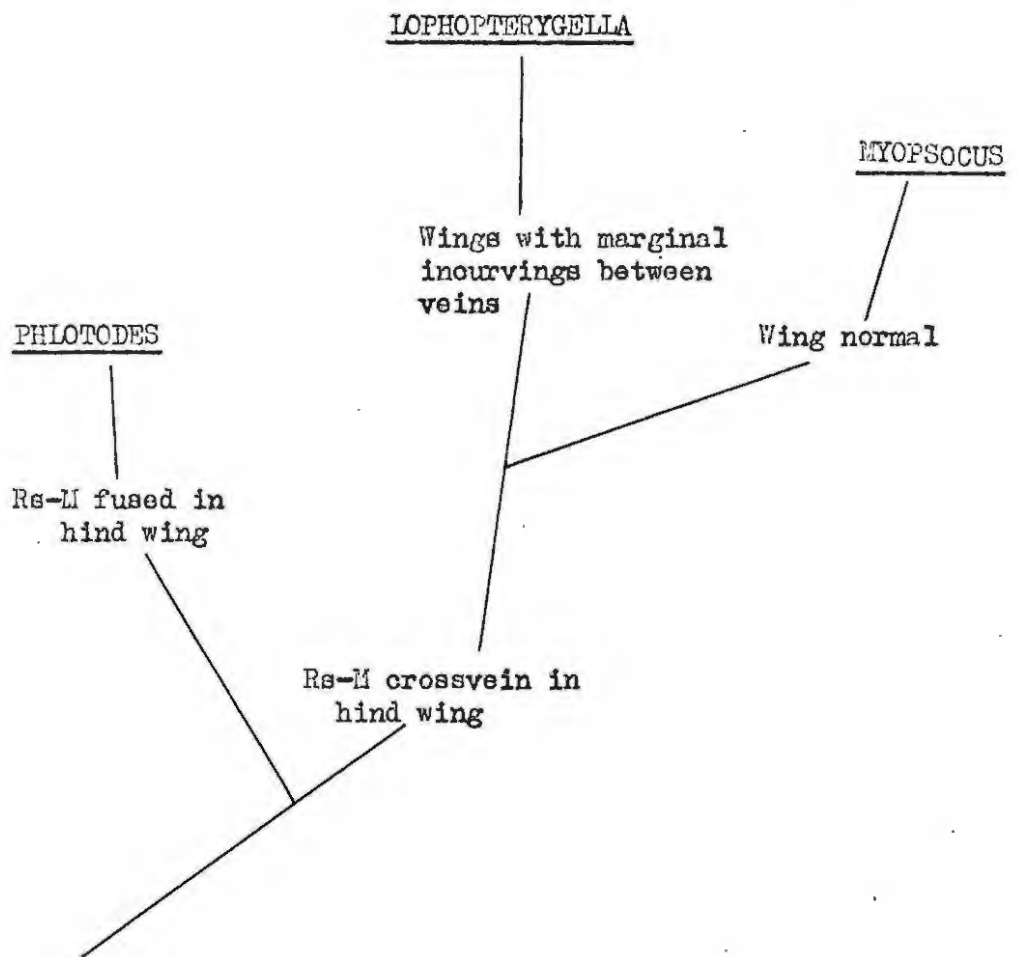 LOPHOPTERYGELLA
MYOPSOCUS
Wings with marginal
incurvings between
veins
PHLOTODES
Wing normal
Rs-M fused in
hind wing
Rs-M crossvein in
hind wing